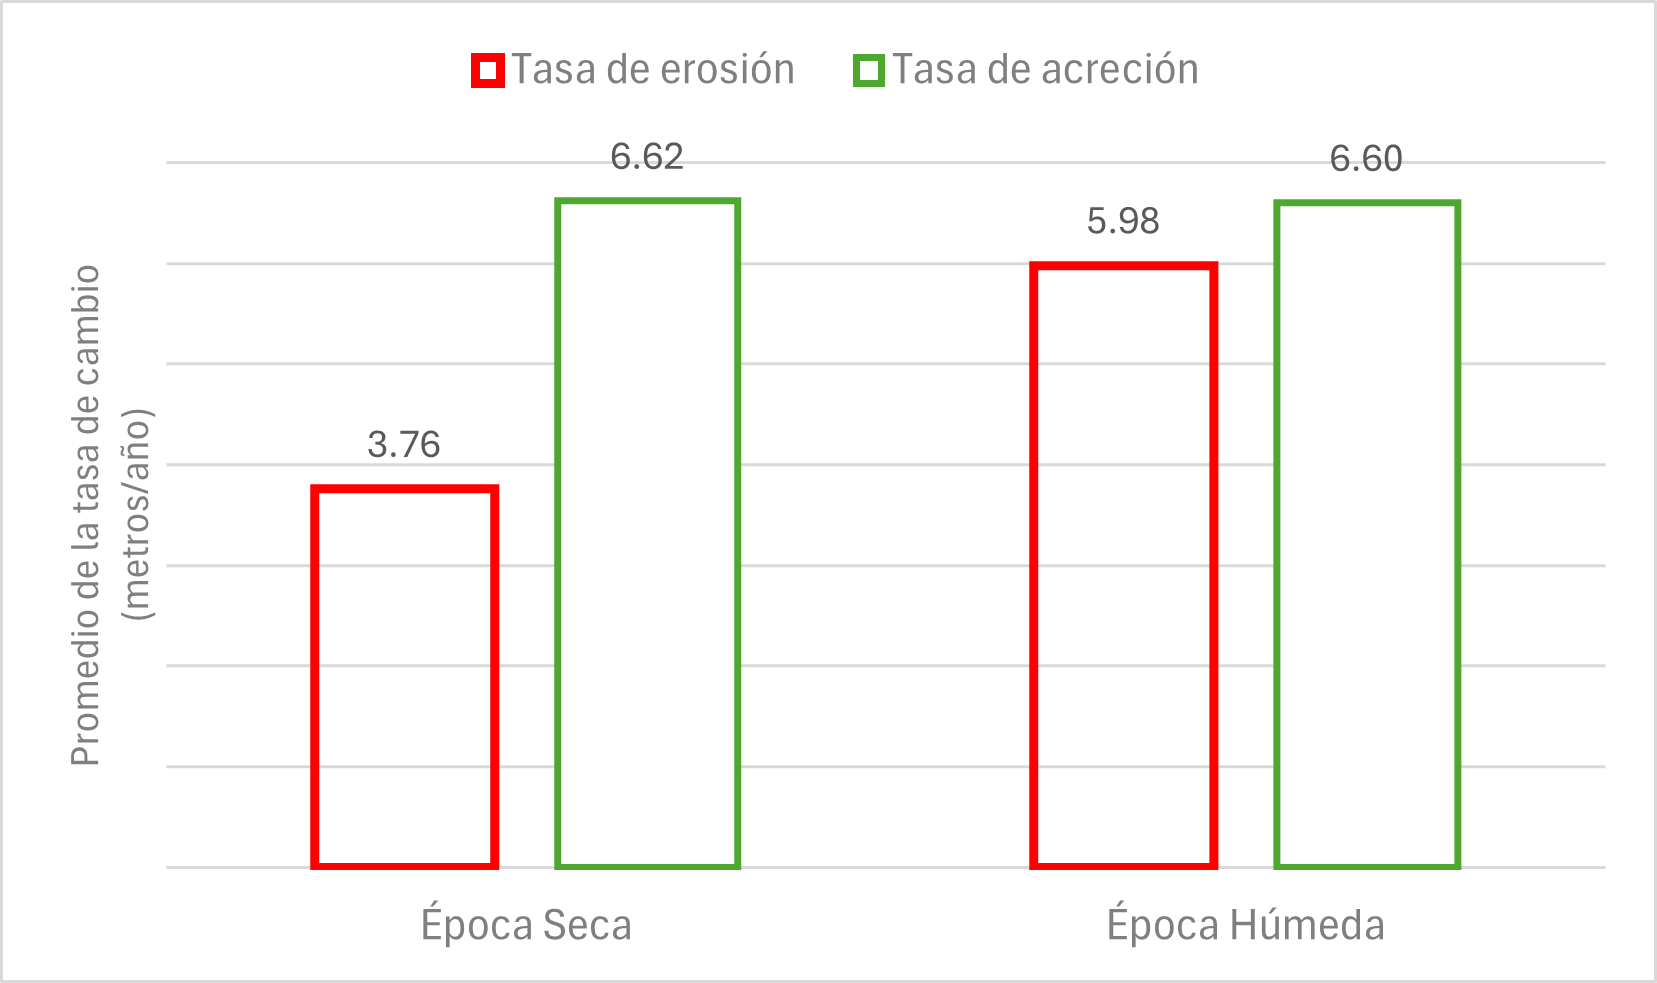 Tasa de erosión
Tasa de acreción
6.62
6.60
5.98
3.76
Promedio de la tasa de cambio
(metros/año)
Época Seca
Época Húmeda